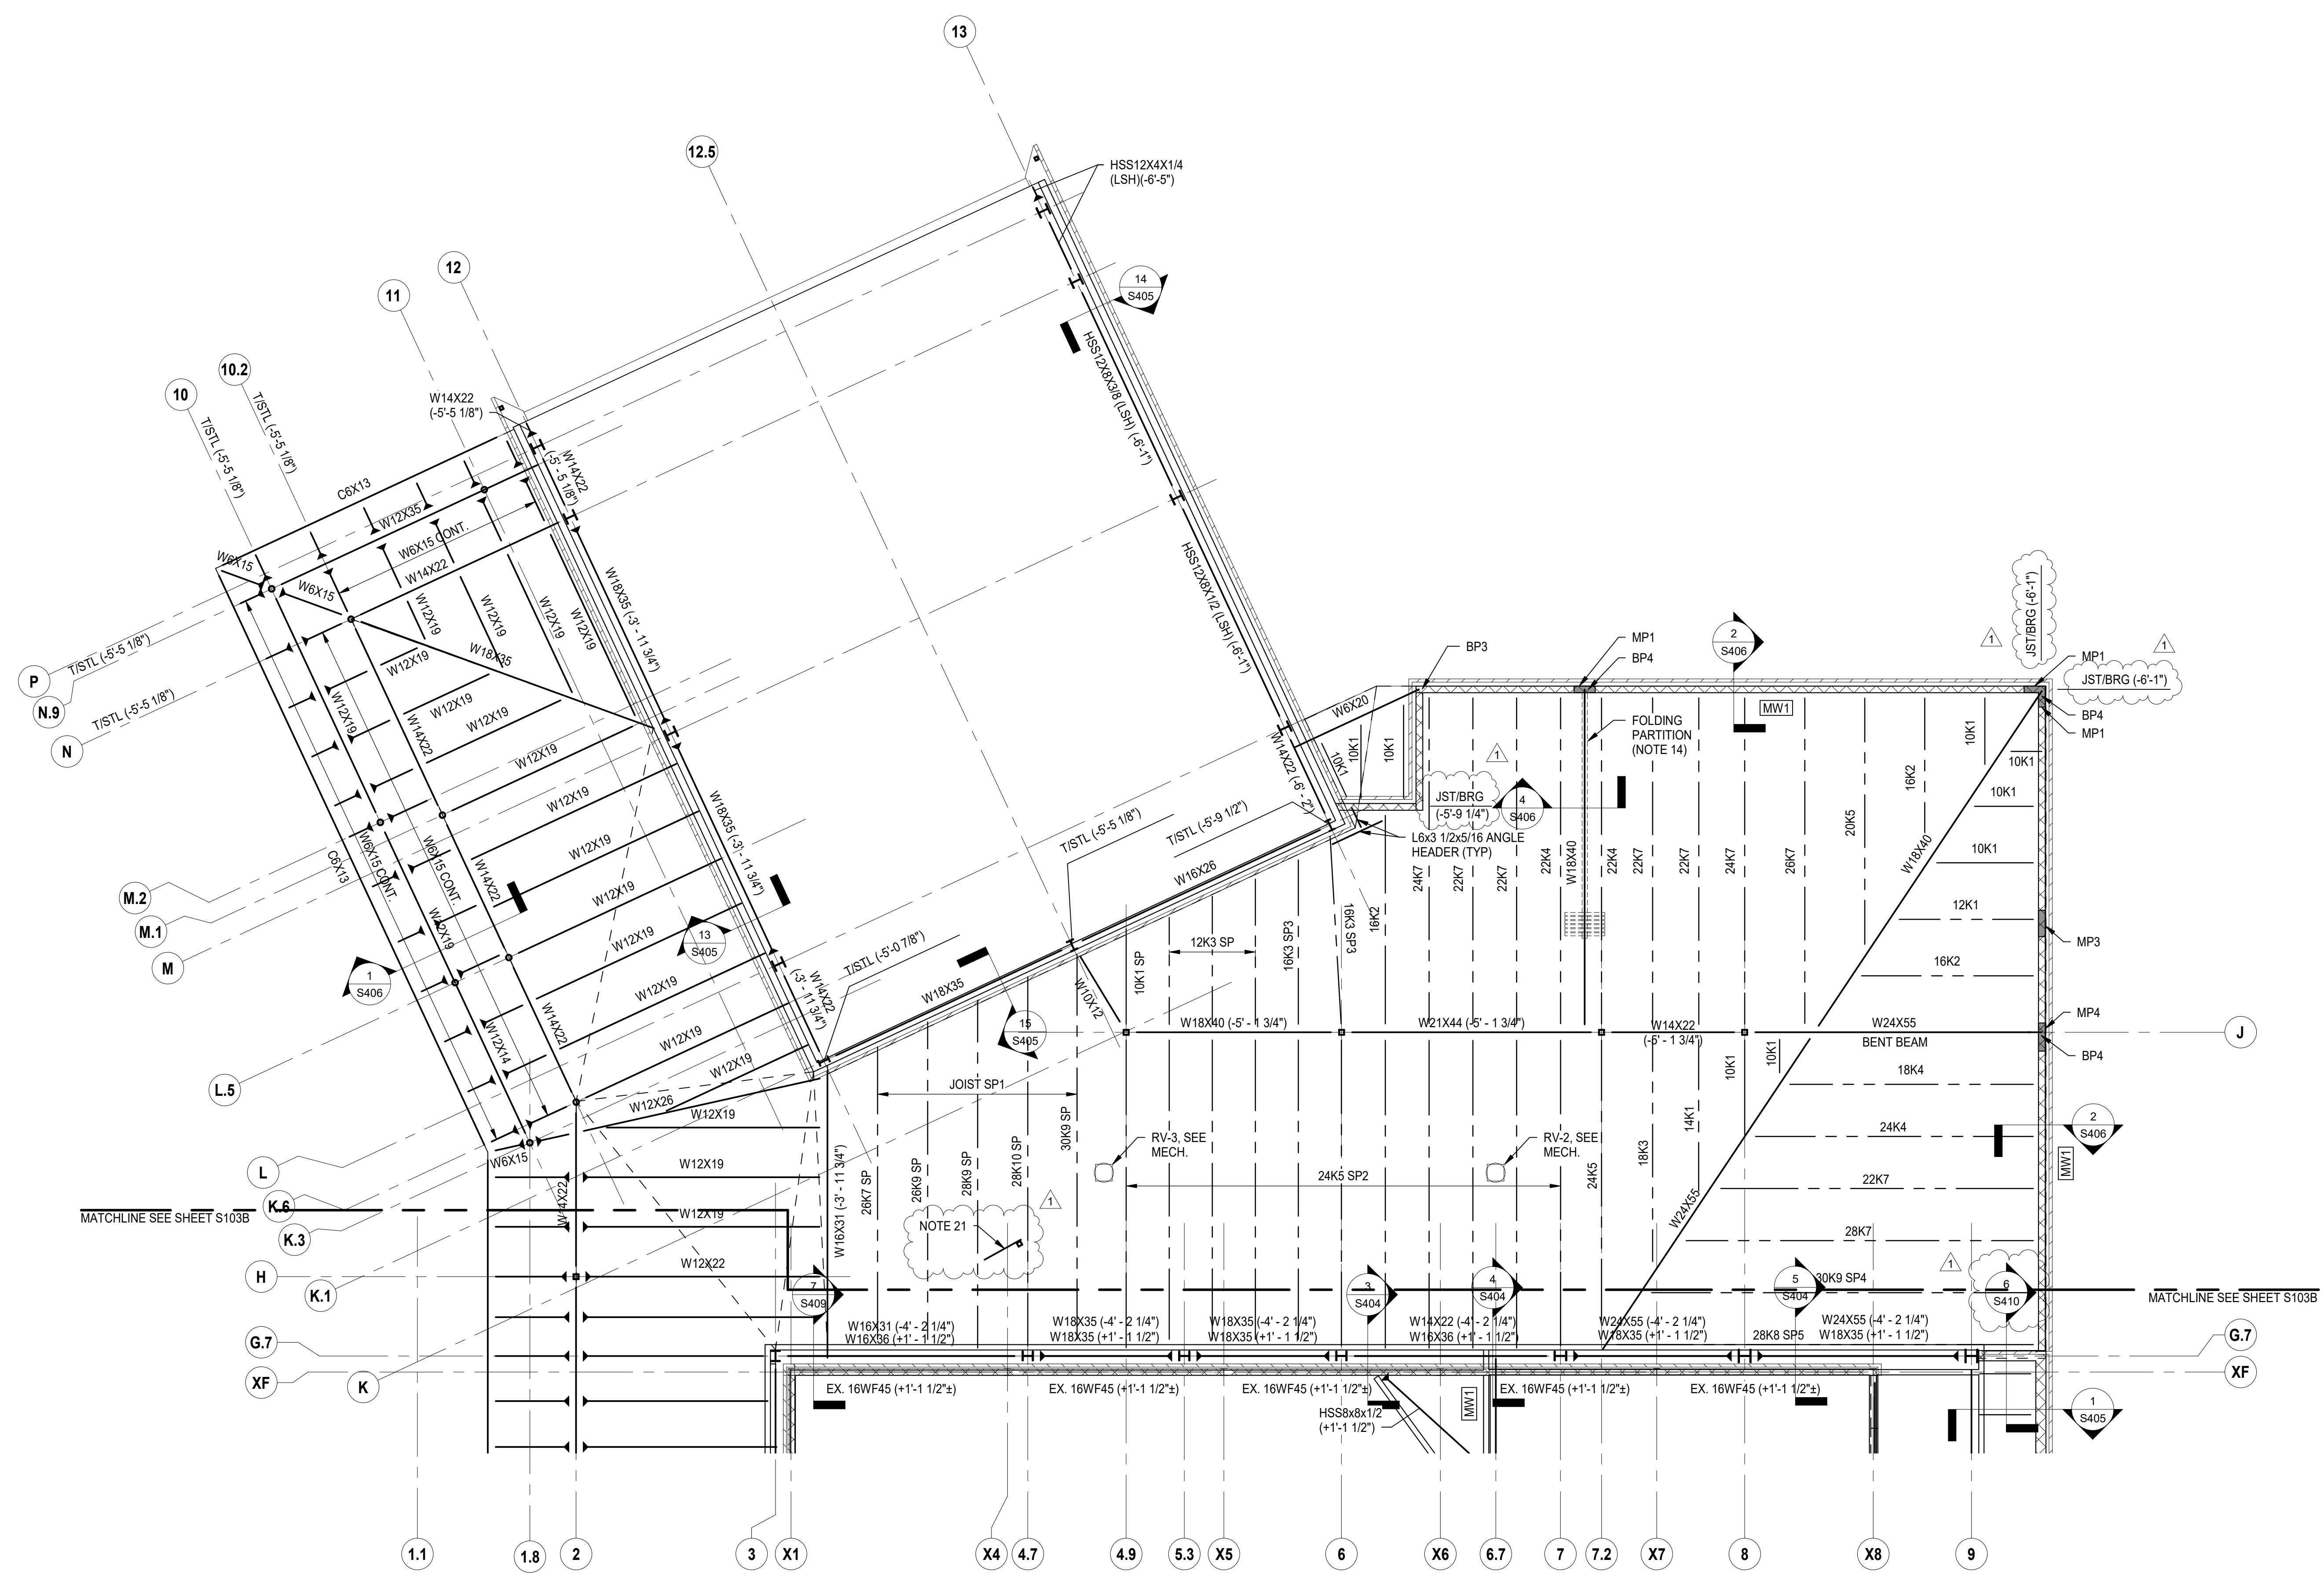 13
12.5
HSS12X4X1/4
(LSH)(-6'-5")
12
11
14
S405
10.2
10
T/STL (-5'-5 1/8")
T/STL (-5'-5 1/8")
W14X22
(-5'-5 1/8")
HSS12X8X3/8 (LSH) (-6'-1")
W14X22
(-5' - 5 1/8")
C6X13
W12X35
W6X15 CONT.
W14X22
W6X15
W6X15
W12X19
W12X19
W12X19
W12X19
W18X35 (-3' - 11 3/4")
HSS12X8X1/2 (LSH) (-6'-1")
P
T/STL (-5'-5 1/8")
N.9
N
T/STL (-5'-5 1/8")
W12X19
W18X35
W12X19
W12X19
W12X19
W12X19
W14X22
W12X19
W12X19
W18X35 (-3' - 11 3/4")
C6X13
W6X15 CONT.
W6X15 CONT.
W14X22
W12X19
M.2
M.1
M
W12X19
W12X19
W12X19
W12X19
W12X19
W14X22
W12X14
W14X22
(-3' - 11 3/4")
13
S405
1
S406
L.5
L
K.6
K.3
K.1
K
W12X26
W12X19
W6X15
W12X19
W14X22
W12X19
W12X22
MATCHLINE SEE SHEET S103B
H
G.7
XF
BP3
MP1
BP4
2
S406
1
JST/BRG (-6'-1")
1
MP1
JST/BRG (-6'-1")
BP4
MP1
MW1
W6X20
FOLDING
PARTITION
(NOTE 14)
10K1
10K1
10K1
1
JST/BRG
(-5'-9 1/4")
4
S406
W14X22 (-6' - 2")
L6x3 1/2x5/16 ANGLE
HEADER (TYP)
T/STL (-5'-5 1/8")
T/STL (-5'-9 1/2")
W16X26
T/STL (-5'-0 7/8")
W18X35
W10X12
15
S405
24K7
22K7
22K7
22K4
W18X40
22K4
22K7
22K7
24K7
26K7
20K5
16K2
10K1
10K1
10K1
10K1
W18X40
12K1
MP3
16K2
MP4
BP4
J
10K1 SP
12K3 SP
16K3 SP3
16K3 SP3
16K2
W18X40 (-5' - 1 3/4")
W21X44 (-5' - 1 3/4")
W14X22
(-5' - 1 3/4")
W24X55
BENT BEAM
10K1
10K1
18K4
24K4
22K7
28K7
2
S406
MW1
JOIST SP1
W16X31 (-3' - 11 3/4")
26K7 SP
26K9 SP
28K9 SP
28K10 SP
30K9 SP
RV-3, SEE
MECH.
RV-2, SEE
MECH.
24K5 SP2
24K5
18K3
14K1
W24X55
NOTE 21
1
7
S409
3
S404
4
S404
5
S404
30K9 SP4
1
6
S410
MATCHLINE SEE SHEET S103B
W16X31 (-4' - 2 1/4")
W16X36 (+1' - 1 1/2")
W18X35 (-4' - 2 1/4")
W18X35 (+1' - 1 1/2")
W18X35 (-4' - 2 1/4")
W18X35 (+1' - 1 1/2")
W14X22 (-4' - 2 1/4")
W16X36 (+1' - 1 1/2")
W24X55 (-4' - 2 1/4")
W18X35 (+1' - 1 1/2")
28K8 SP5
W24X55 (-4' - 2 1/4")
W18X35 (+1' - 1 1/2")
G.7
XF
EX. 16WF45 (+1'-1 1/2"±)
EX. 16WF45 (+1'-1 1/2"±)
EX. 16WF45 (+1'-1 1/2"±)
EX. 16WF45 (+1'-1 1/2"±)
EX. 16WF45 (+1'-1 1/2"±)
HSS8x8x1/2
(+1'-1 1/2")
MW1
1
S405
1.1
1.8
2
3
X1
X4
4.7
4.9
5.3
X5
6
X6
6.7
7
7.2
X7
8
X8
9